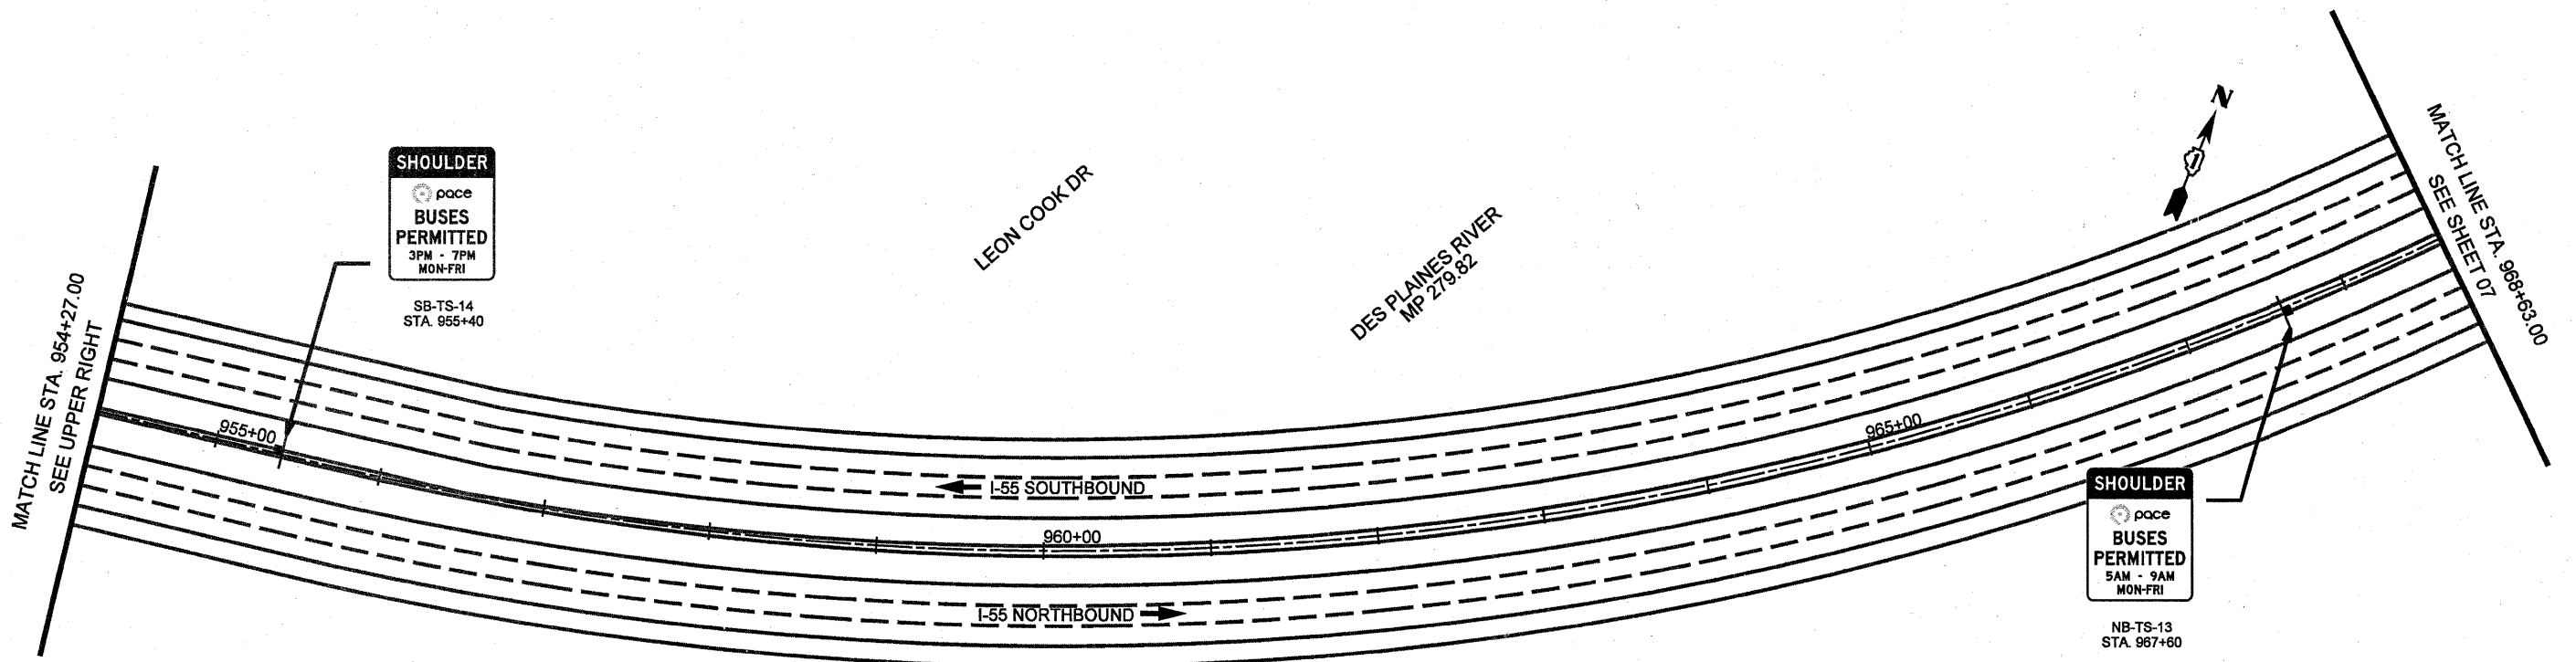 MATCH LINE STA. 954+27.00
SEE UPPER RIGHT
SHOULDER
pace
BUSES
PERMITTED
3PM - 7PM
MON-FRI
SB-TS-14
STA. 955+40
955+00
LEON COOK DR
DES PLAINES RIVER
MP 279.82
I-55 SOUTHBOUND
960+00
I-55 NORTHBOUND
965+00
N
MATCH LINE STA. 968+63.00
SEE SHEET 07
SHOULDER
pace
BUSES
PERMITTED
5AM - 9AM
MON-FRI
NB-TS-13
STA. 967+60